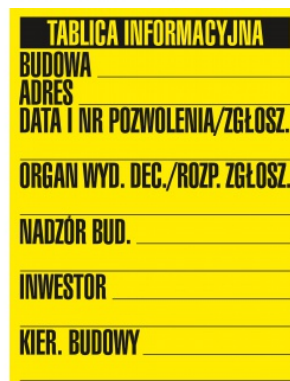 TABLICA INFORMACYJNA
BUDOWA
ADRES
DATA I NR POZWOLENIA/ZGŁOSZ.
ORGAN WYD. DEC./ROZP. ZGŁOSZ.
NADZÓR BUD.
INWESTOR
KIER. BUDOWY